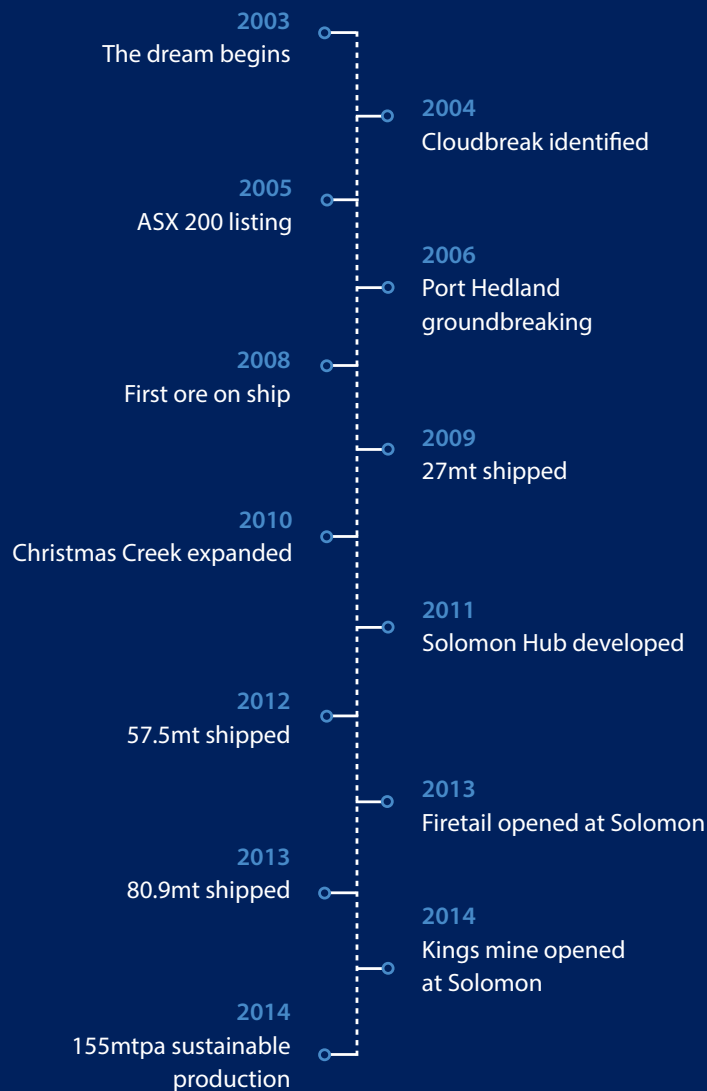 2003
The dream begins
2004
Cloudbreak identified
2005
ASX 200 listing
2006
Port Hedland
groundbreaking
2008
First ore on ship
2009
27mt shipped
2010
Christmas Creek expanded
2011
Solomon Hub developed
2012
57.5mt shipped
2013
Firetail opened at Solomon
2013
80.9mt shipped
2014
Kings mine opened
at Solomon
2014
155mtpa sustainable
production